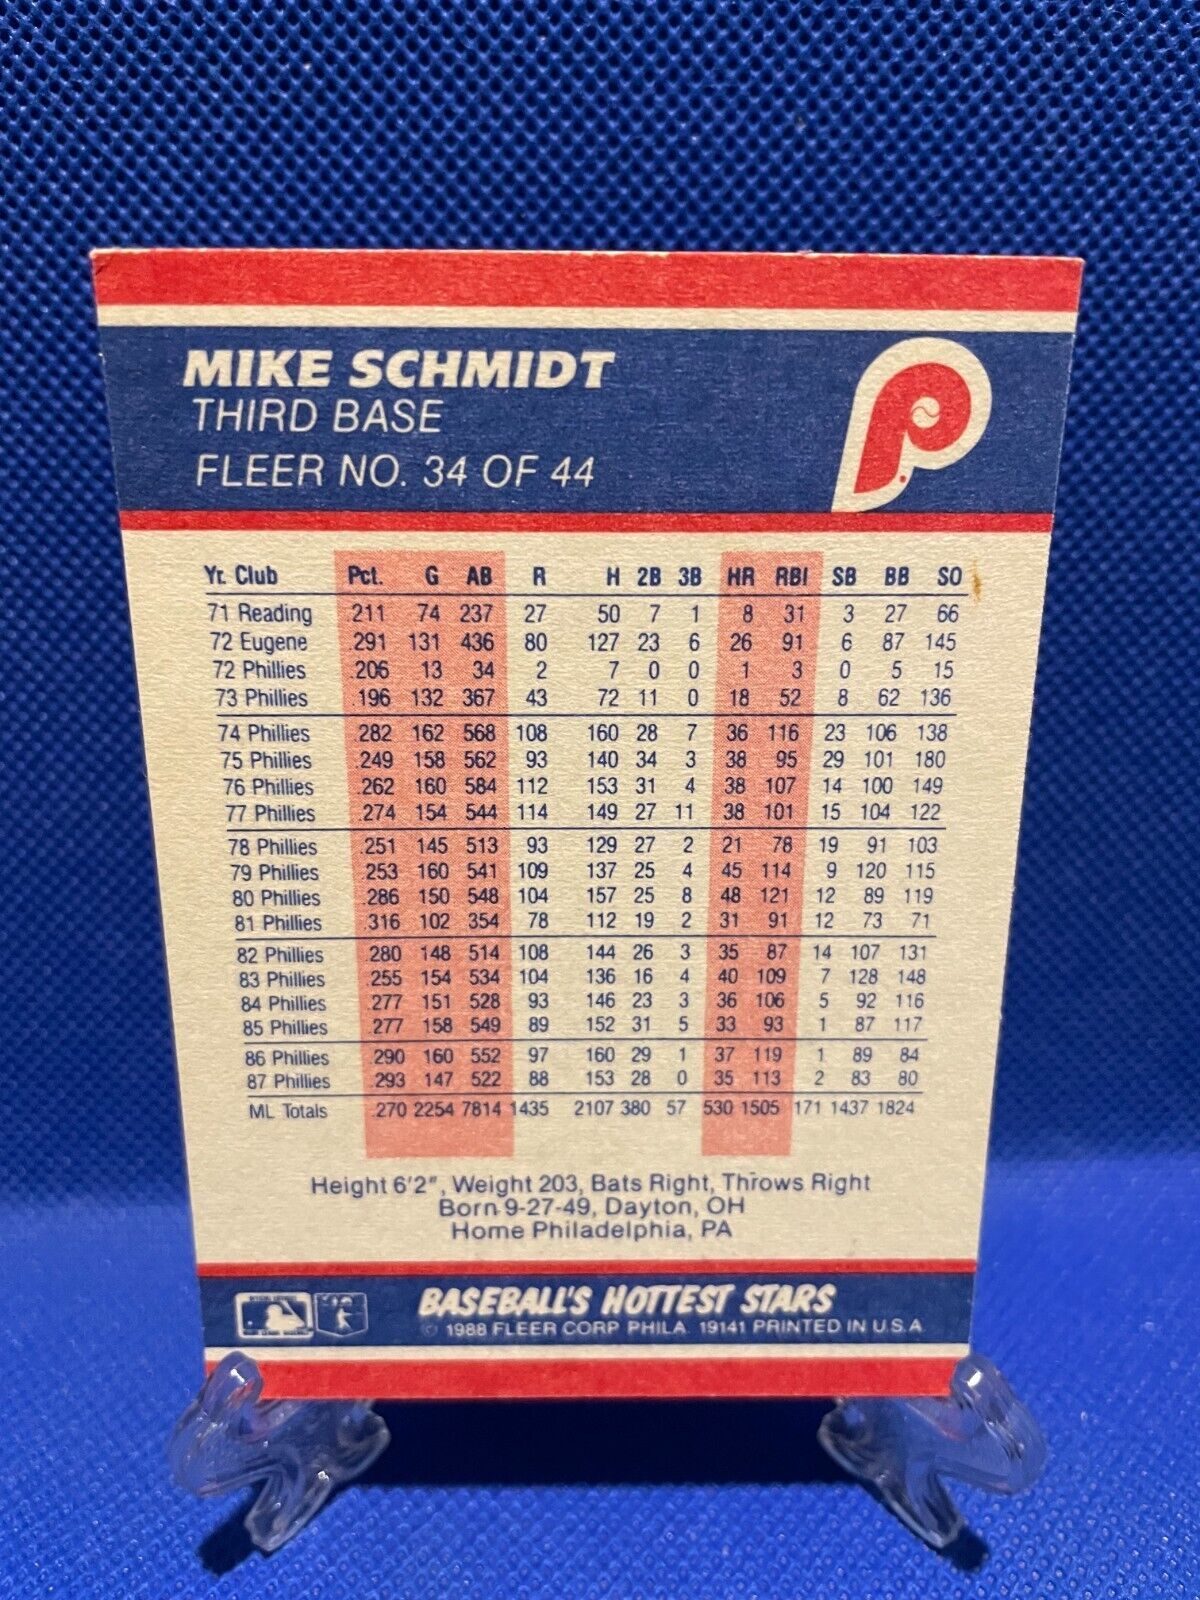 MIKE SCHMIDT
THIRD BASE
FLEER NO. 34 OF 44
Yr. Club Pct. G AB R H 2B 3B HR RBI SB BB SO
71 Reading .211 74 237 27 50 7 1 8 31 3 27 66
72 Eugene .291 131 436 80 127 23 6 26 91 6 87 145
72 Phillies .206 13 34 2 7 0 0 1 3 0 5 15
73 Phillies .196 132 367 43 72 11 0 18 52 8 62 136
74 Phillies .282 162 568 108 160 28 7 36 116 23 106 138
75 Phillies .249 158 562 93 140 34 3 38 95 29 101 180
76 Phillies .262 160 584 112 153 31 4 38 107 14 100 149
77 Phillies .274 154 544 114 149 27 11 38 101 15 104 122
78 Phillies .251 145 513 93 129 27 2 21 78 19 91 103
79 Phillies .253 160 541 109 137 25 4 45 114 9 120 115
80 Phillies .286 150 548 104 157 25 8 48 121 12 89 119
81 Phillies .316 102 354 78 112 19 2 31 91 12 73 71
82 Phillies .280 148 514 108 144 26 3 35 87 14 107 131
83 Phillies .255 154 534 104 136 16 4 40 109 7 128 148
84 Phillies .277 151 528 93 146 23 3 36 106 5 92 116
85 Phillies .277 158 549 89 152 31 5 33 93 1 87 117
86 Phillies .290 160 552 97 160 29 1 37 119 1 89 84
87 Phillies .293 147 522 88 153 28 0 35 113 2 83 80
ML Totals .270 2254 7814 1435 2107 380 57 530 1505 171 1437 1824
Height 6'2", Weight 203, Bats Right, Throws Right
Born 9-27-49, Dayton, OH
Home Philadelphia, PA
BASEBALL'S HOTTEST STARS
© 1988 FLEER CORP PHILA. 19141 PRINTED IN U.S.A.